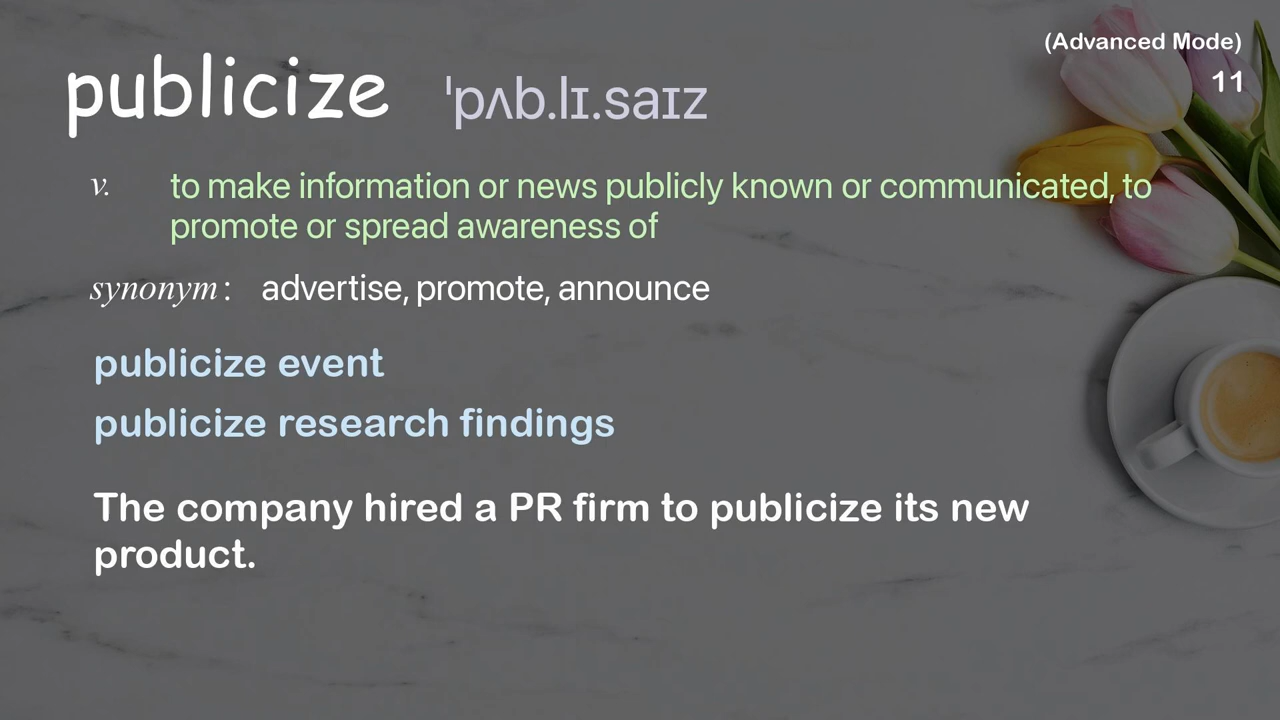 (Advanced Mode)
11
publicize ˈpʌb.lɪ.saɪz
v. to make information or news publicly known or communicated, to
promote or spread awareness of
synonym: advertise, promote, announce
publicize event
publicize research findings
The company hired a PR firm to publicize its new
product.